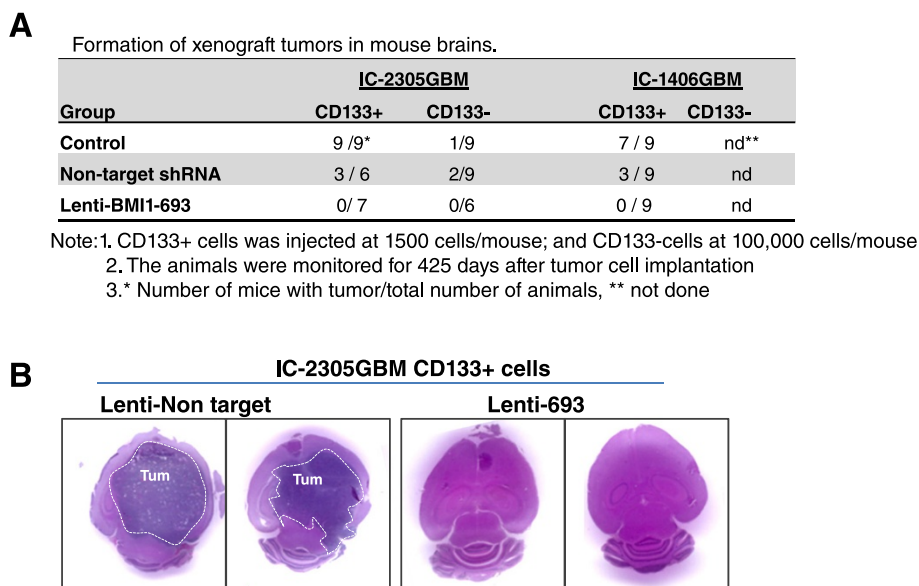 A
Formation of xenograft tumors in mouse brains.
IC-2305GBM IC-1406GBM
Group CD133+ CD133- CD133+ CD133-
Control 9 /9* 1/9 7 / 9 nd**
Non-target shRNA 3 / 6 2/9 3 / 9 nd
Lenti-BMI1-693 0/ 7 0/6 0 / 9 nd
Note:1. CD133+ cells was injected at 1500 cells/mouse; and CD133-cells at 100,000 cells/mouse
2. The animals were monitored for 425 days after tumor cell implantation
3.* Number of mice with tumor/total number of animals, ** not done
B
IC-2305GBM CD133+ cells
Lenti-Non target Lenti-693
Tum Tum